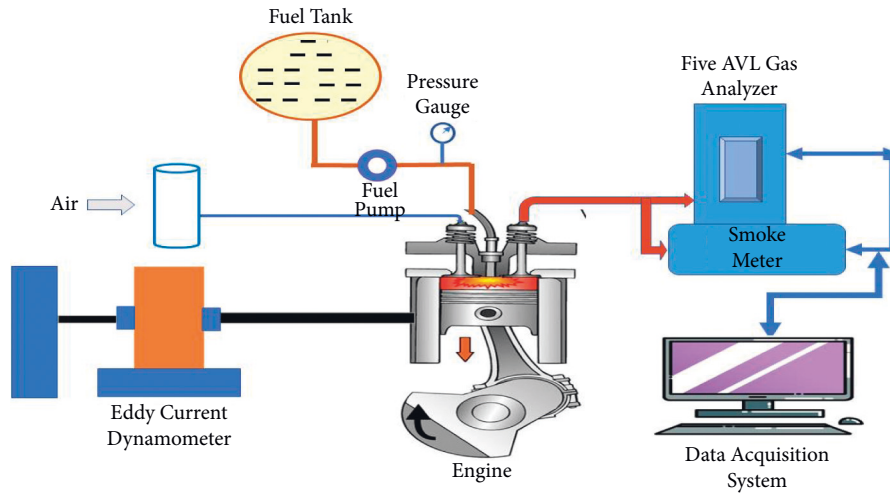 Fuel Tank
Five AVL Gas
Analyzer
Pressure
Gauge
Fuel
Pump
Air
Smoke
Meter
Eddy Current
Dynamometer
Engine
Data Acquisition
System